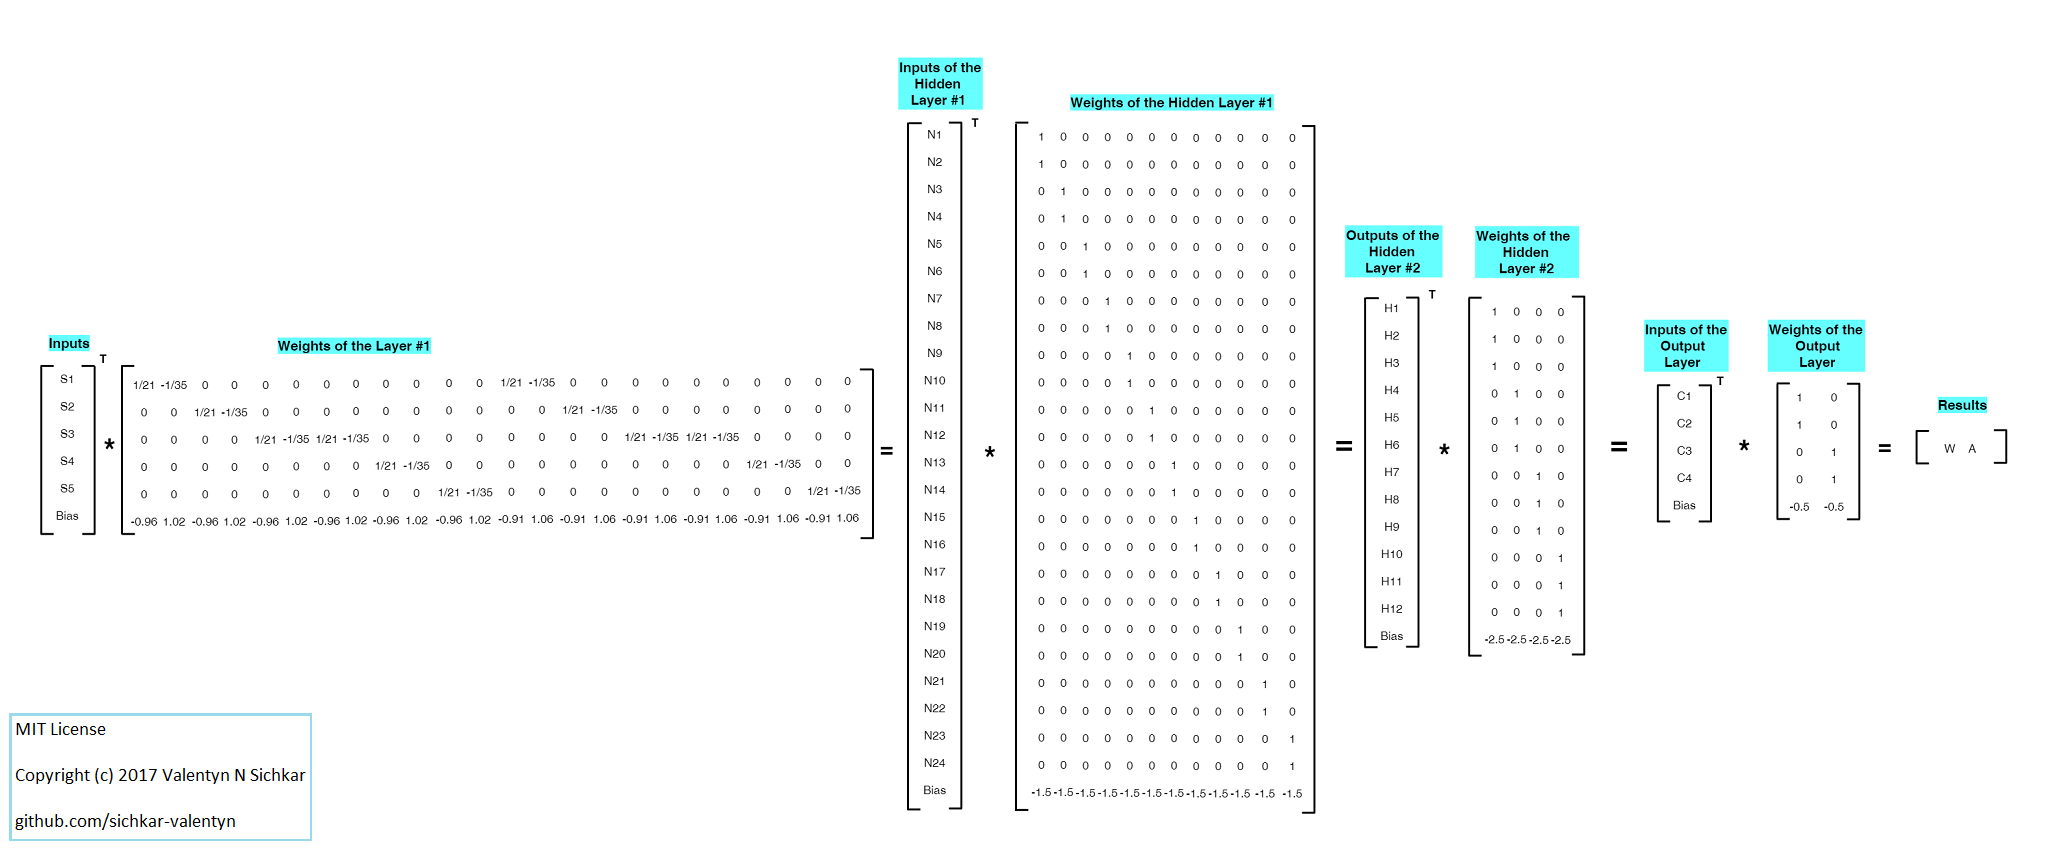 Inputs
T
S1
S2
S3
S4
S5
Bias
*
Weights of the Layer #1
1/21 -1/35 0 0 0 0 0 0 0 0 0 0 1/21 -1/35 0 0 0 0 0 0 0 0 0 0
0 0 1/21 -1/35 0 0 0 0 0 0 0 0 0 0 1/21 -1/35 0 0 0 0 0 0 0 0
0 0 0 0 1/21 -1/35 1/21 -1/35 0 0 0 0 0 0 0 0 1/21 -1/35 1/21 -1/35 0 0 0 0
0 0 0 0 0 0 0 0 1/21 -1/35 0 0 0 0 0 0 0 0 0 0 1/21 -1/35 0 0
0 0 0 0 0 0 0 0 0 0 1/21 -1/35 0 0 0 0 0 0 0 0 0 0 1/21 -1/35
-0.96 1.02 -0.96 1.02 -0.96 1.02 -0.96 1.02 -0.96 1.02 -0.96 1.02 -0.91 1.06 -0.91 1.06 -0.91 1.06 -0.91 1.06 -0.91 1.06 -0.91 1.06
=
Inputs of the
Hidden
Layer #1
T
N1
N2
N3
N4
N5
N6
N7
N8
N9
N10
N11
N12
N13
N14
N15
N16
N17
N18
N19
N20
N21
N22
N23
N24
Bias
*
Weights of the Hidden Layer #1
1 0 0 0 0 0 0 0 0 0 0 0
1 0 0 0 0 0 0 0 0 0 0 0
0 1 0 0 0 0 0 0 0 0 0 0
0 1 0 0 0 0 0 0 0 0 0 0
0 0 1 0 0 0 0 0 0 0 0 0
0 0 1 0 0 0 0 0 0 0 0 0
0 0 0 1 0 0 0 0 0 0 0 0
0 0 0 1 0 0 0 0 0 0 0 0
0 0 0 0 1 0 0 0 0 0 0 0
0 0 0 0 1 0 0 0 0 0 0 0
0 0 0 0 0 1 0 0 0 0 0 0
0 0 0 0 0 1 0 0 0 0 0 0
0 0 0 0 0 0 1 0 0 0 0 0
0 0 0 0 0 0 1 0 0 0 0 0
0 0 0 0 0 0 0 1 0 0 0 0
0 0 0 0 0 0 0 1 0 0 0 0
0 0 0 0 0 0 0 0 1 0 0 0
0 0 0 0 0 0 0 0 1 0 0 0
0 0 0 0 0 0 0 0 0 1 0 0
0 0 0 0 0 0 0 0 0 1 0 0
0 0 0 0 0 0 0 0 0 0 1 0
0 0 0 0 0 0 0 0 0 0 1 0
0 0 0 0 0 0 0 0 0 0 0 1
0 0 0 0 0 0 0 0 0 0 0 1
-1.5 -1.5 -1.5 -1.5 -1.5 -1.5 -1.5 -1.5 -1.5 -1.5 -1.5 -1.5
=
Outputs of the
Hidden
Layer #2
T
H1
H2
H3
H4
H5
H6
H7
H8
H9
H10
H11
H12
Bias
*
Weights of the
Hidden
Layer #2
1 0 0 0
1 0 0 0
1 0 0 0
0 1 0 0
0 1 0 0
0 1 0 0
0 0 1 0
0 0 1 0
0 0 1 0
0 0 0 1
0 0 0 1
0 0 0 1
-2.5 -2.5 -2.5 -2.5
=
Inputs of the
Output
Layer
T
C1
C2
C3
C4
Bias
*
Weights of the
Output
Layer
1 0
1 0
0 1
0 1
-0.5 -0.5
=
Results
W A
MIT License
Copyright (c) 2017 Valentyn N Sichkar
github.com/sichkar-valentyn